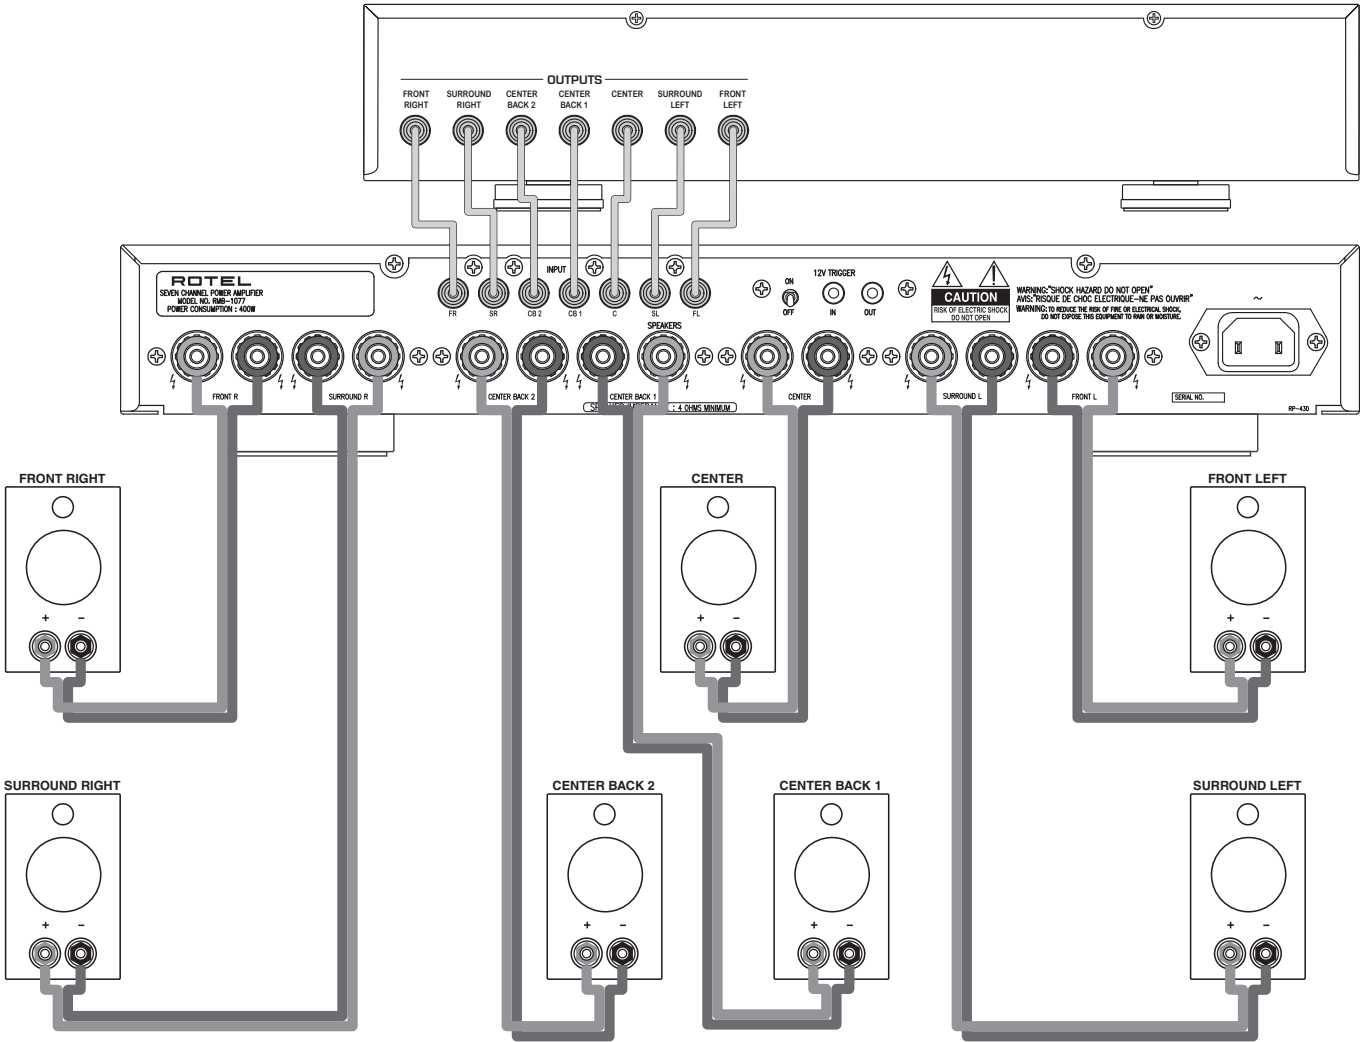 OUTPUTS
FRONT RIGHT
SURROUND RIGHT
CENTER BACK 2
CENTER BACK 1
CENTER
SURROUND LEFT
FRONT LEFT
ROTEL
SEVEN CHANNEL POWER AMPLIFIER
MODEL NO. RMB-1077
POWER CONSUMPTION : 400W
INPUT
FR
SR
CB 2
CB 1
C
SL
FL
ON
OFF
12V TRIGGER
IN
OUT
CAUTION
RISK OF ELECTRIC SHOCK
DO NOT OPEN
WARNING:"SHOCK HAZARD DO NOT OPEN"
AVIS:"RISQUE DE CHOC ELECTRIQUE-NE PAS OUVRIR"
WARNING: TO REDUCE THE RISK OF FIRE OR ELECTRICAL SHOCK,
DO NOT EXPOSE THIS EQUIPMENT TO RAIN OR MOISTURE.
~
SPEAKERS
FRONT R
SURROUND R
CENTER BACK 2
CENTER BACK 1
CENTER
SURROUND L
FRONT L
SERIAL NO.
: 4 OHMS MINIMUM
RP-430
FRONT RIGHT
+ −
CENTER
+ −
FRONT LEFT
+ −
SURROUND RIGHT
+ −
CENTER BACK 2
+ −
CENTER BACK 1
+ −
SURROUND LEFT
+ −